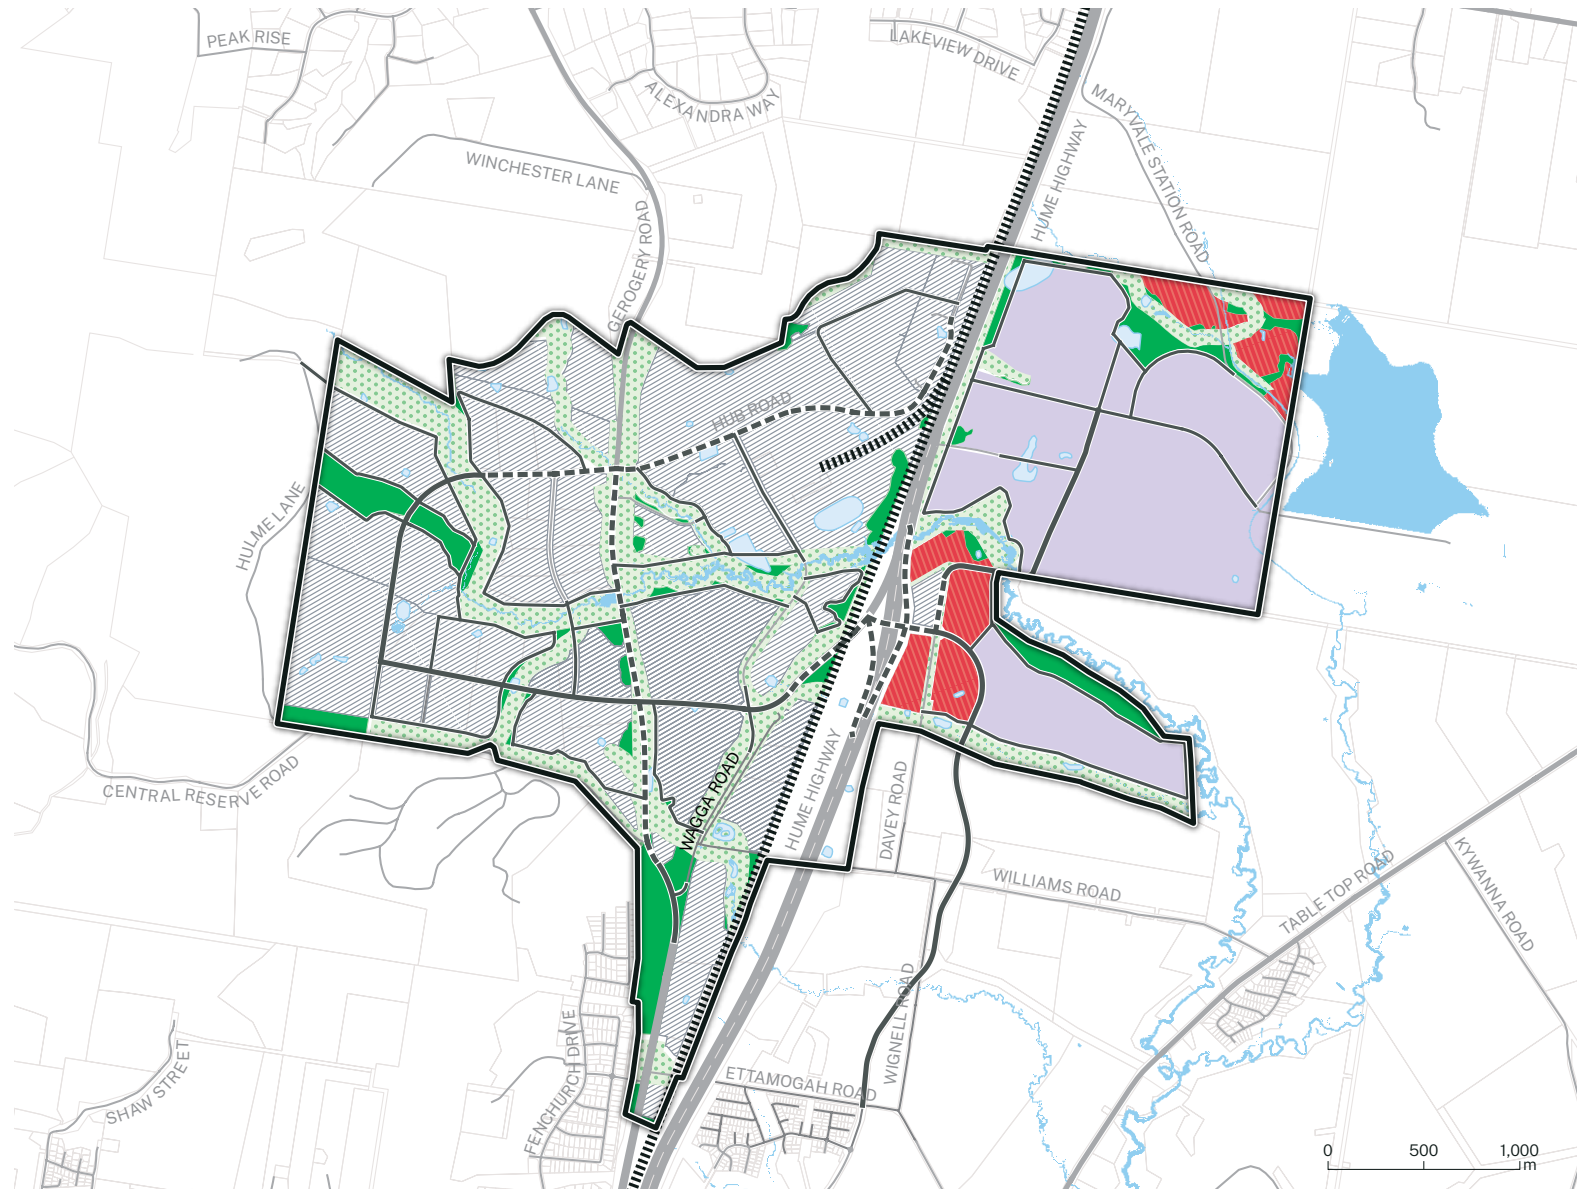 PEAK RISE
LAKEVIEW DRIVE
ALEXANDRA WAY
MARYVALE STATION ROAD
HUME HIGHWAY
WINCHESTER LANE
GEROGERY ROAD
HUB ROAD
HULME LANE
CENTRAL RESERVE ROAD
WAGGA ROAD
HUME HIGHWAY
DAVEY ROAD
WILLIAMS ROAD
TABLE TOP ROAD
KYWANNA ROAD
WIGNELL ROAD
FENCHURCH DRIVE
SHAW STREET
ETTAMOGAH ROAD
0 500 1,000
m